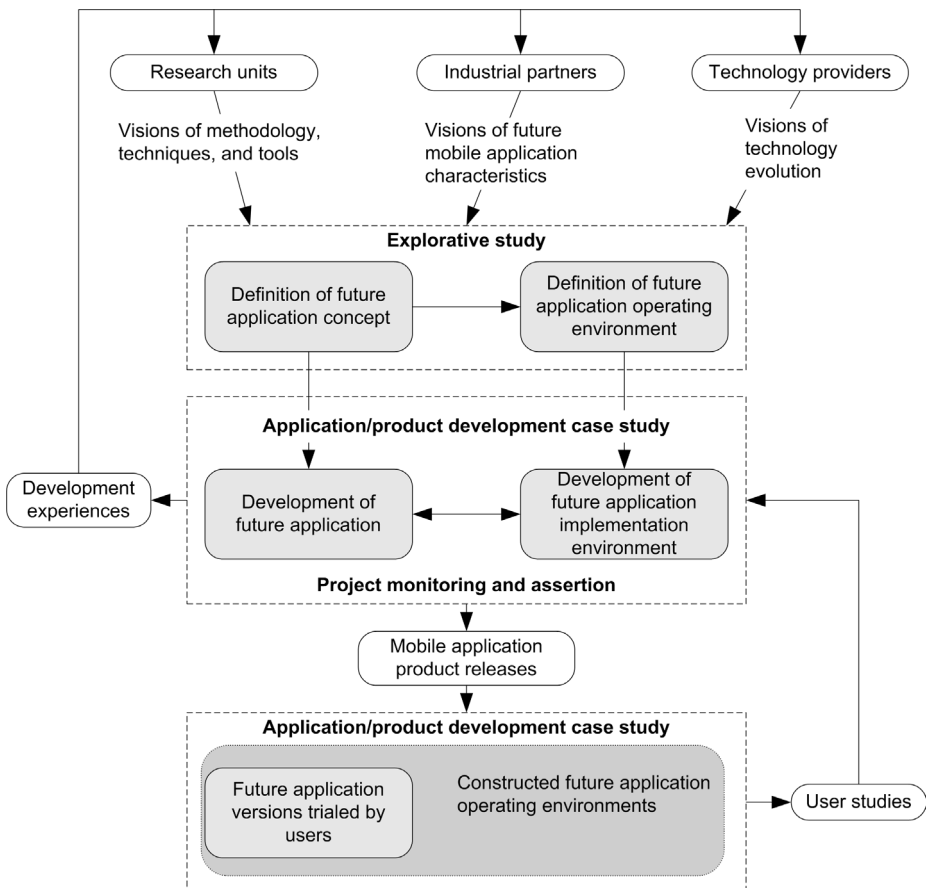 Research units
Industrial partners
Technology providers
Visions of methodology,
techniques, and tools
Visions of future
mobile application
characteristics
Visions of
technology
evolution
Explorative study
Definition of future
application concept
Definition of future
application operating
environment
Application/product development case study
Development
experiences
Development of
future application
Development of
future application
implementation
environment
Project monitoring and assertion
Mobile application
product releases
Application/product development case study
Future application
versions trialed by
users
Constructed future application
operating environments
User studies